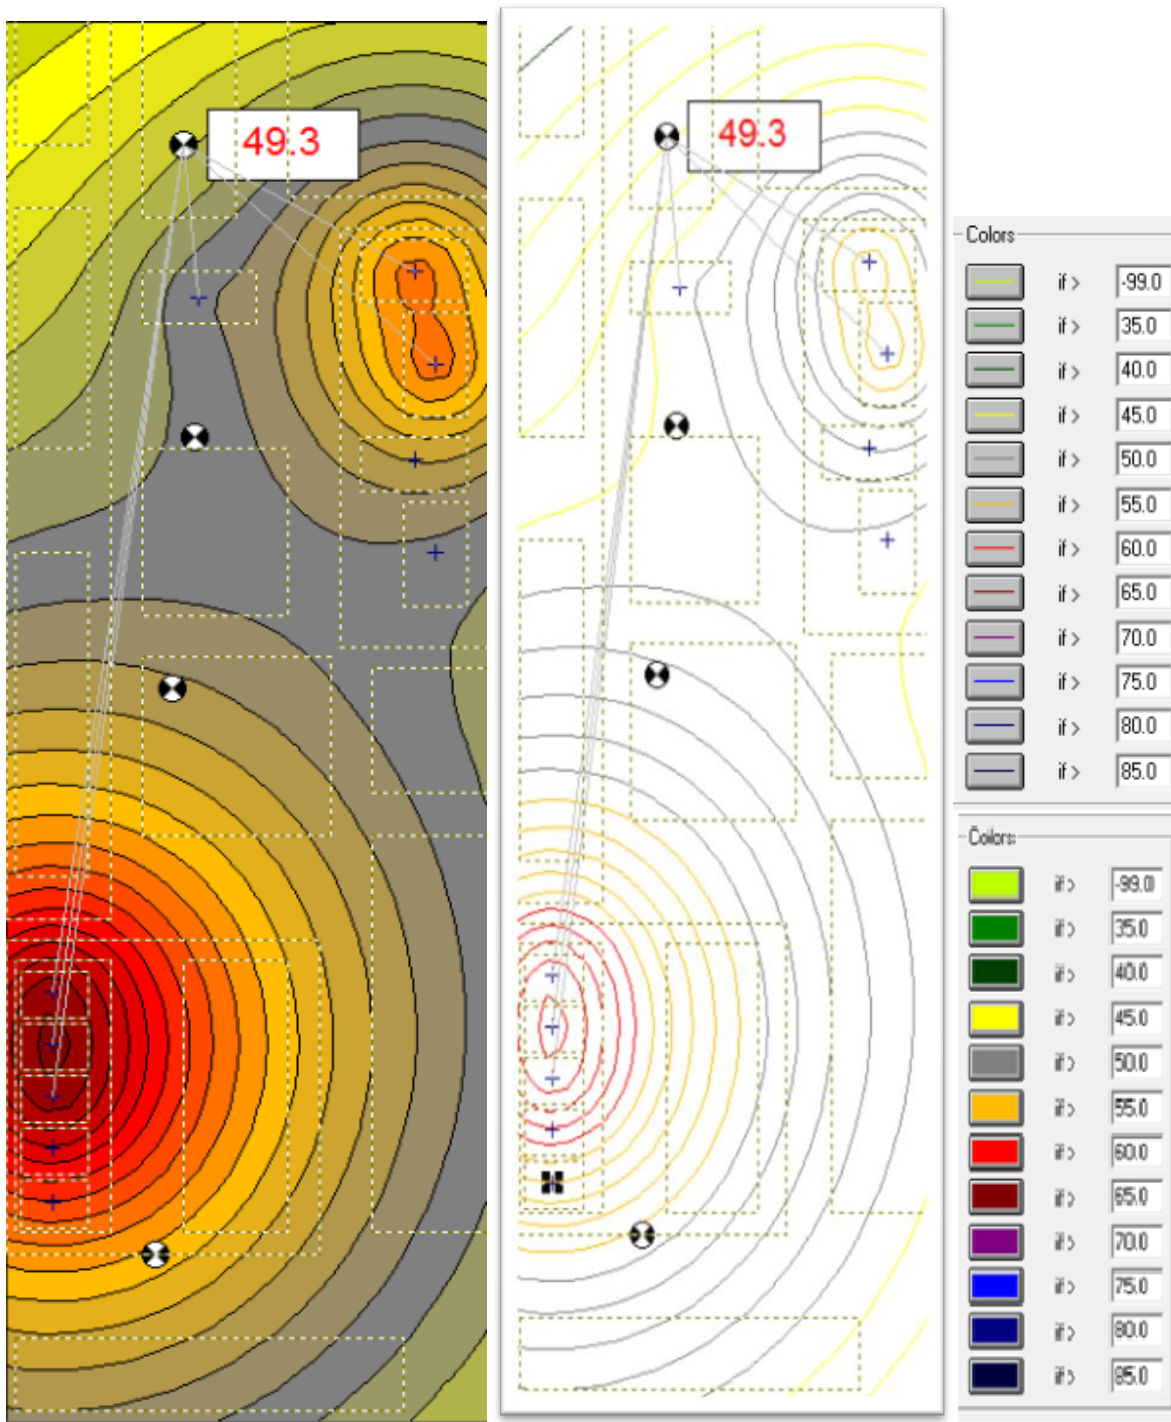 49.3
49.3
Colors
if > -99.0
if > 35.0
if > 40.0
if > 45.0
if > 50.0
if > 55.0
if > 60.0
if > 65.0
if > 70.0
if > 75.0
if > 80.0
if > 85.0
Colors
if > -99.0
if > 35.0
if > 40.0
if > 45.0
if > 50.0
if > 55.0
if > 60.0
if > 65.0
if > 70.0
if > 75.0
if > 80.0
if > 85.0